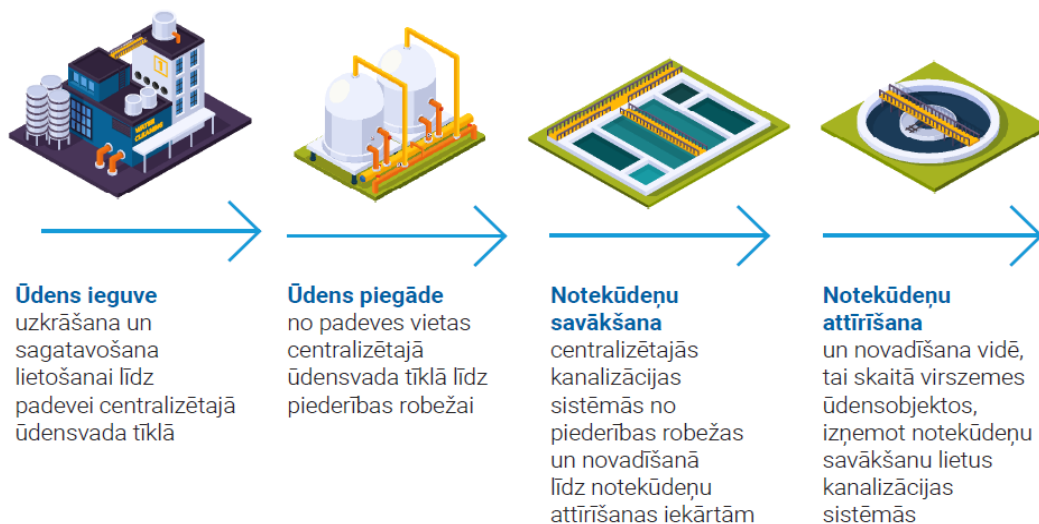 WATER
CLEANING
Ūdens ieguve
uzkrāšana un
sagatavošana
lietošanai līdz
padevei centralizētajā
ūdensvada tīklā
Ūdens piegāde
no padeves vietas
centralizētajā
ūdensvada tīklā līdz
piederības robežai
Notekūdeņu
savākšana
centralizētajās
kanalizācijas
sistēmās no
piederības robežas
un novadīšanā
līdz notekūdeņu
attīrīšanas iekārtām
Notekūdeņu
attīrīšana
un novadīšana vidē,
tai skaitā virszemes
ūdensobjektos,
izņemot notekūdeņu
savākšanu lietus
kanalizācijas
sistēmās